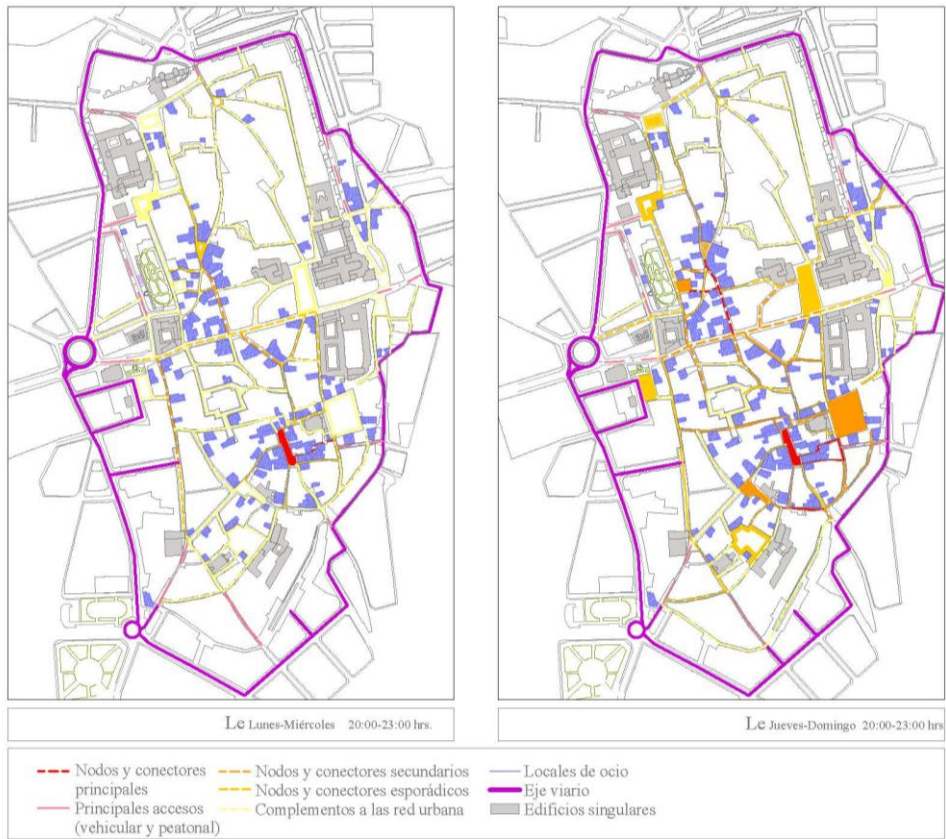 Le Lunes-Miércoles 20:00-23:00 hrs.
Le Jueves-Domingo 20:00-23:00 hrs
Nodos y conectores
principales
Principales accesos
(vehicular y peatonal)
Nodos y conectores secundarios
Nodos y conectores esporádicos
Complementos a las red urbana
Locales de ocio
Eje viario
Edificios singulares